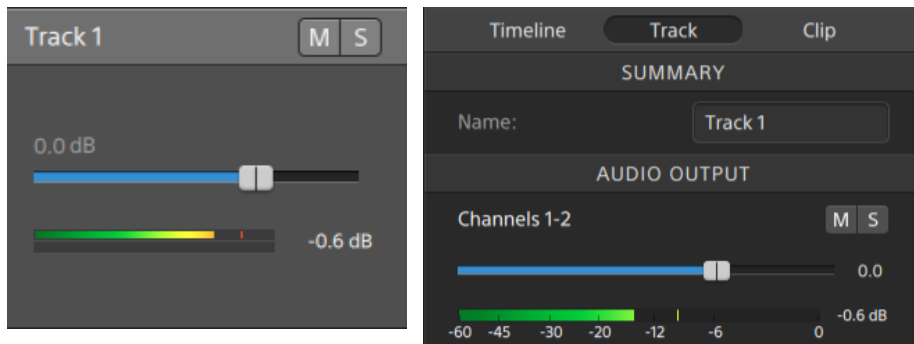 Track 1 M S
0.0 dB
-0.6 dB
Timeline Track Clip
SUMMARY
Name: Track 1
AUDIO OUTPUT
Channels 1-2 M S
0.0
-0.6 dB
-60 -45 -30 -20 -12 -6 0